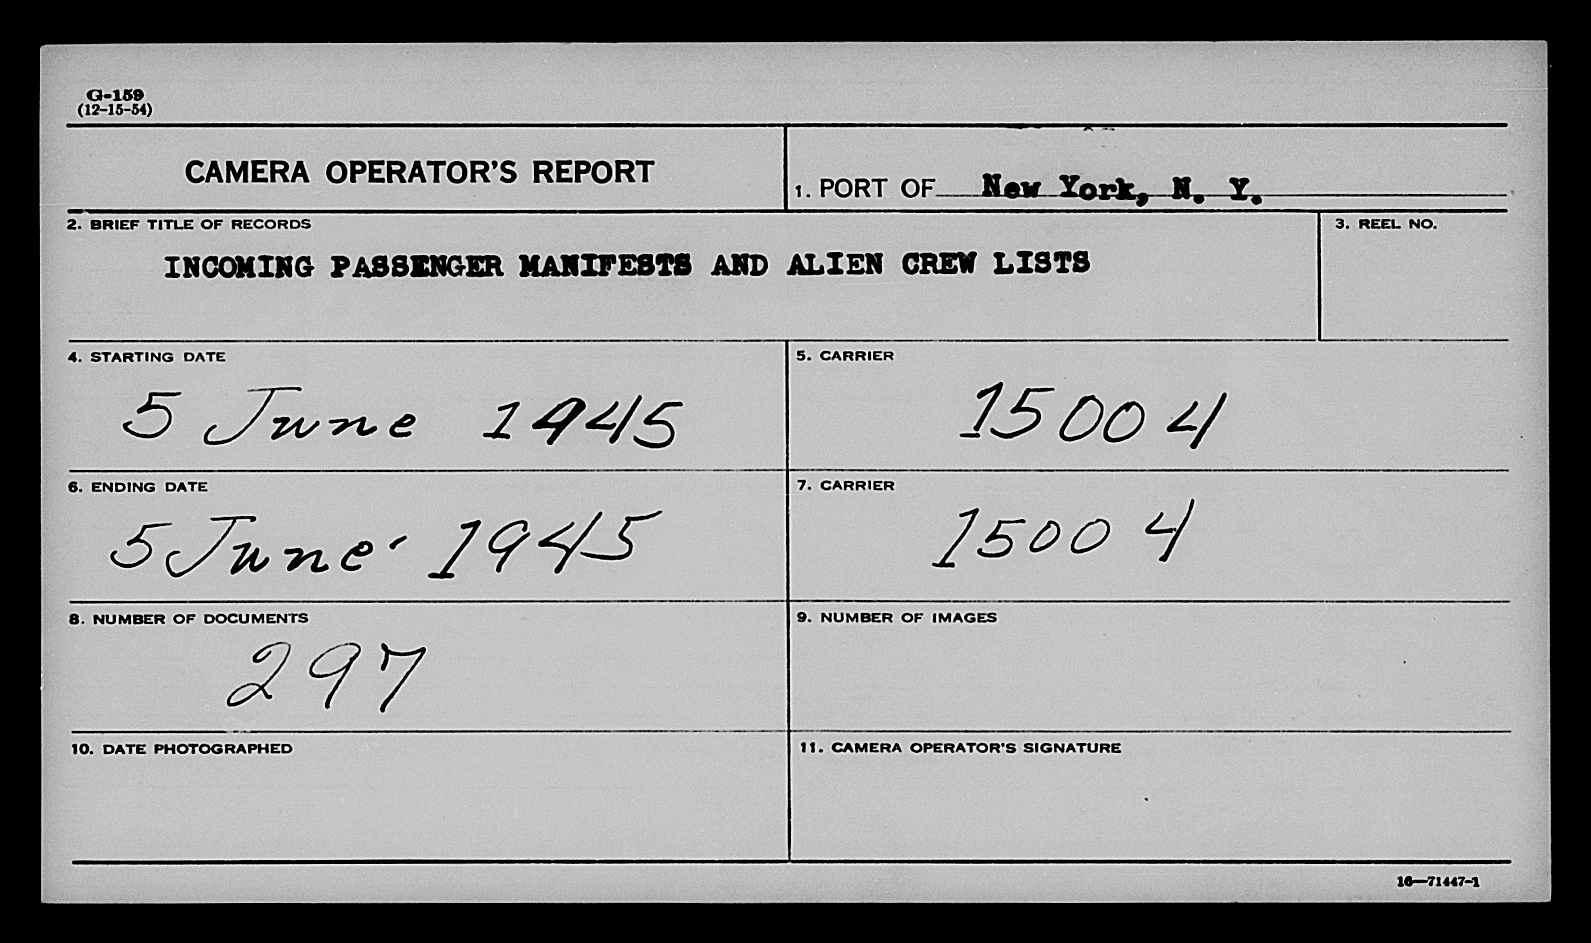 G-159
(12-15-54)
CAMERA OPERATOR'S REPORT
1. PORT OF New York, N. Y.
2. BRIEF TITLE OF RECORDS
INCOMING PASSENGER MANIFESTS AND ALIEN CREW LISTS
3. REEL NO.
4. STARTING DATE
5 June 1945
5. CARRIER
15004
6. ENDING DATE
5 June 1945
7. CARRIER
15004
8. NUMBER OF DOCUMENTS
297
9. NUMBER OF IMAGES
10. DATE PHOTOGRAPHED
11. CAMERA OPERATOR'S SIGNATURE
16—71447-1